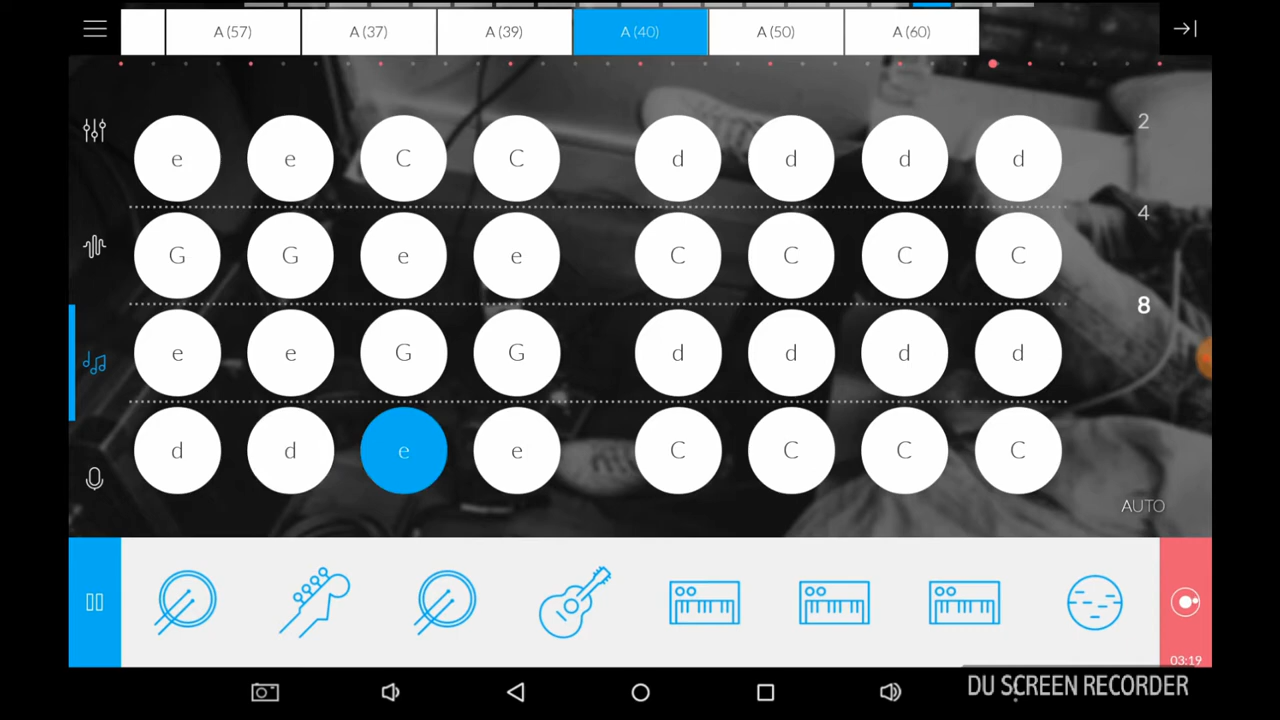 A (57) A (37) A (39) A (40) A (50) A (60)
e e C C d d d d
2
G G e e C C C C
4
e e G G d d d d
8
d d e e C C C C
AUTO
03:19
DU SCREEN RECORDER